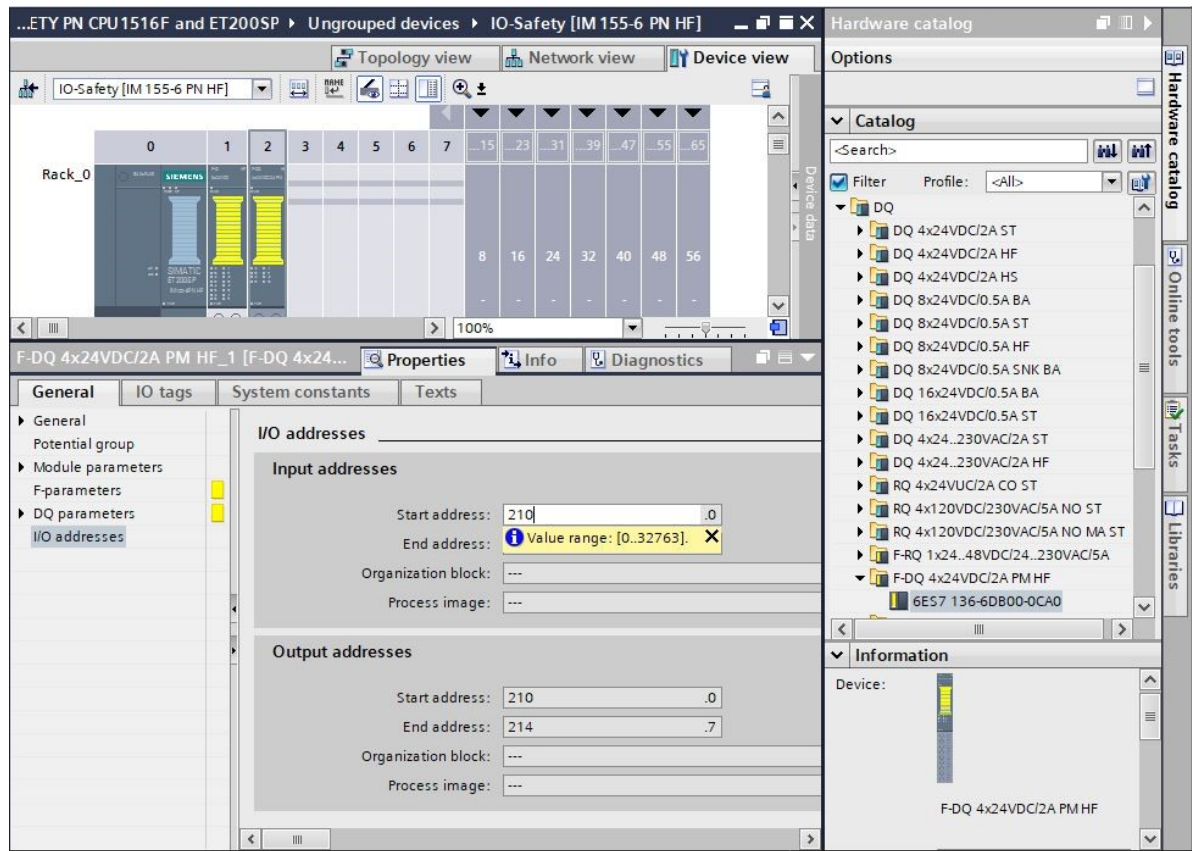 ...ETY PN CPU1516F and ET200SP ▸ Ungrouped devices ▸ IO-Safety [IM 155-6 PN HF]
Topology view
Network view
Device view
IO-Safety [IM 155-6 PN HF]
0 1 2 3 4 5 6 7 ...15 ...23 ...31 ...39 ...47 ...55 ...65
Rack_0
SIEMENS
8 16 24 32 40 48 56
SIMATIC
ET 200SP
Device data
100%
F-DQ 4x24VDC/2A PM HF_1 [F-DQ 4x24...
Properties
Info
Diagnostics
General
IO tags
System constants
Texts
General
Potential group
Module parameters
F-parameters
DQ parameters
I/O addresses
I/O addresses
Input addresses
Start address: 210 .0
End address:
Value range: [0..32763].
Organization block: ---
Process image: ---
Output addresses
Start address: 210 .0
End address: 214 .7
Organization block: ---
Process image: ---
Hardware catalog
Options
Catalog
<Search>
Filter Profile: <All>
DQ
DQ 4x24VDC/2A ST
DQ 4x24VDC/2A HF
DQ 4x24VDC/2A HS
DQ 8x24VDC/0.5A BA
DQ 8x24VDC/0.5A ST
DQ 8x24VDC/0.5A HF
DQ 8x24VDC/0.5A SNK BA
DQ 16x24VDC/0.5A BA
DQ 16x24VDC/0.5A ST
DQ 4x24..230VAC/2A ST
DQ 4x24..230VAC/2A HF
RQ 4x24VUC/2A CO ST
RQ 4x120VDC/230VAC/5A NO ST
RQ 4x120VDC/230VAC/5A NO MA ST
F-RQ 1x24..48VDC/24..230VAC/5A
F-DQ 4x24VDC/2A PM HF
6ES7 136-6DB00-0CA0
Information
Device:
F-DQ 4x24VDC/2A PM HF
Hardware catalog
Online tools
Tasks
Libraries